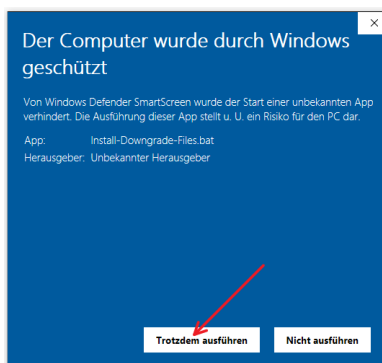 Der Computer wurde durch Windows
geschützt
Von Windows Defender SmartScreen wurde der Start einer unbekannten App
verhindert. Die Ausführung dieser App stellt u. U. ein Risiko für den PC dar.
App: Install-Downgrade-Files.bat
Herausgeber: Unbekannter Herausgeber
Trotzdem ausführen Nicht ausführen